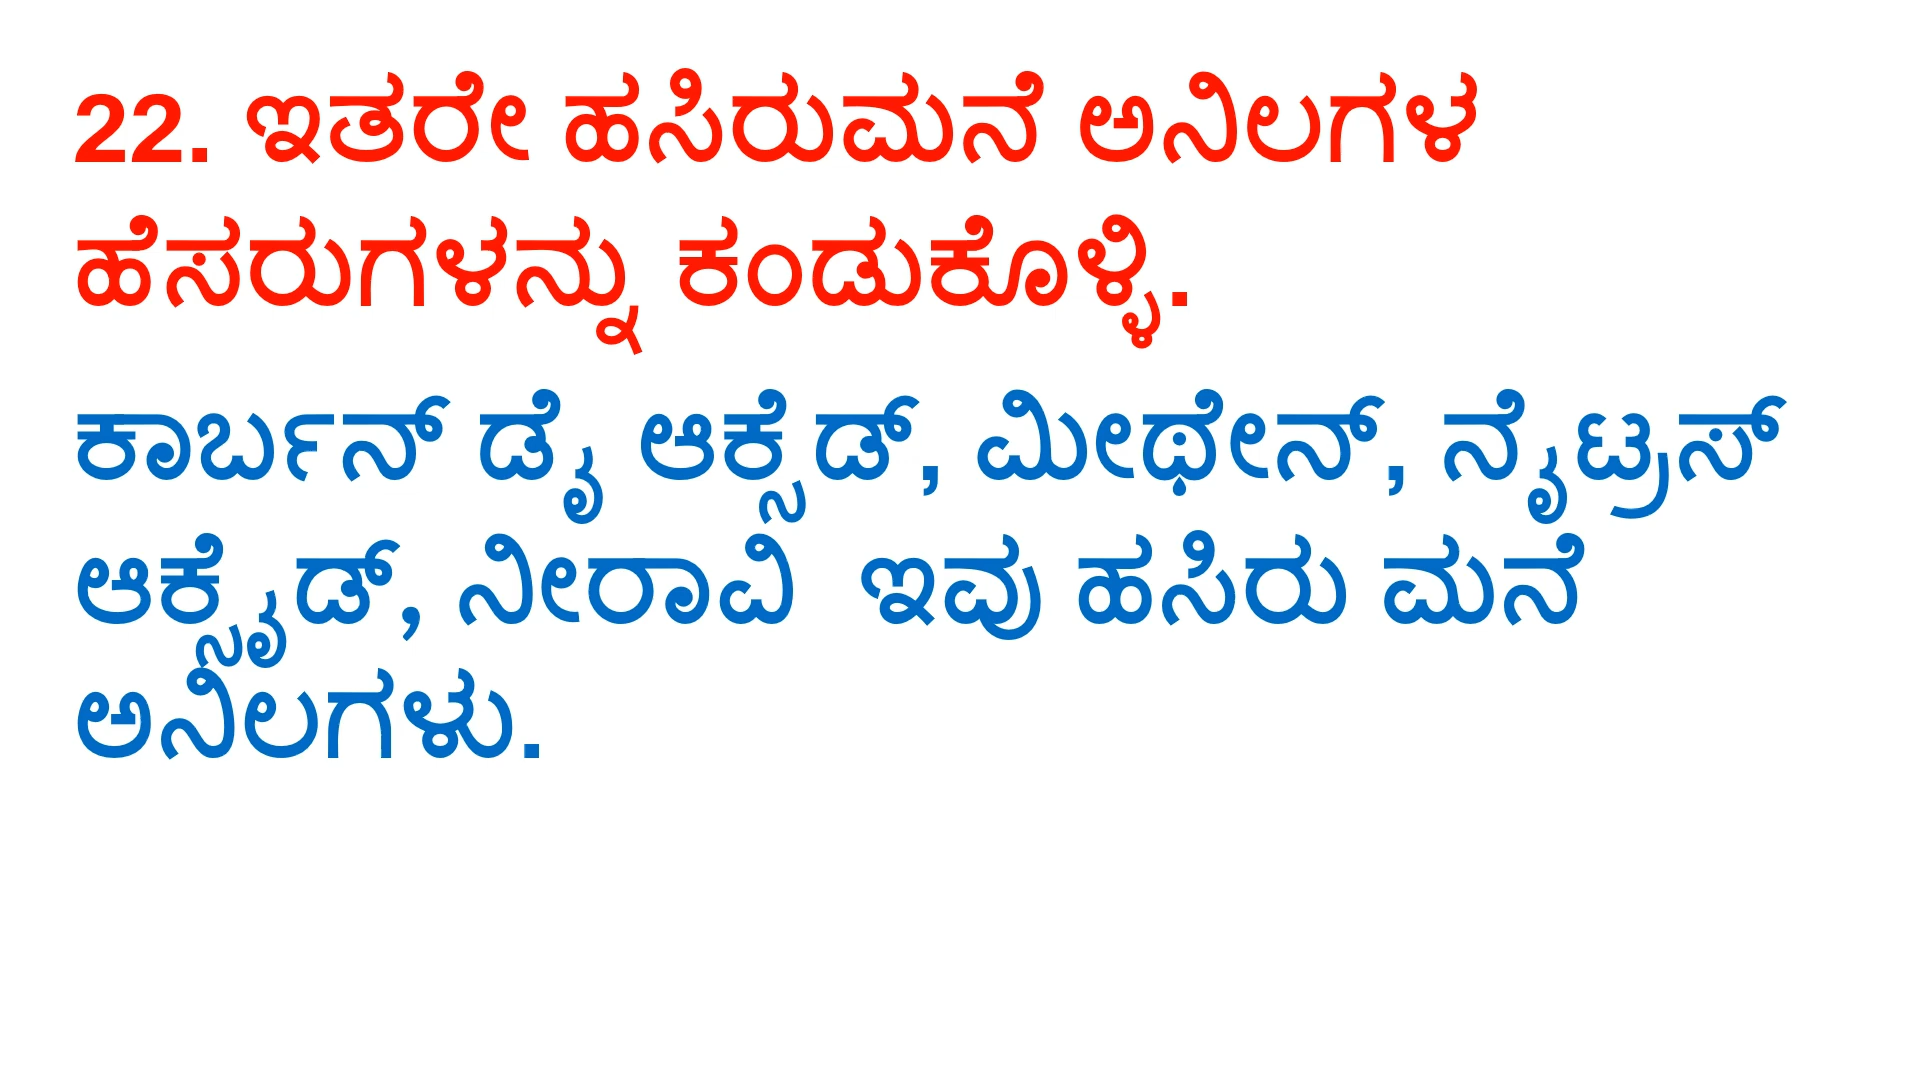 22. ಇತರೇ ಹಸಿರುಮನೆ ಅನಿಲಗಳ
ಹೆಸರುಗಳನ್ನು ಕಂಡುಕೊಳ್ಳಿ.
ಕಾರ್ಬನ್ ಡೈ ಆಕ್ಸೆಡ್, ಮೀಥೇನ್, ನೈಟ್ರಸ್
ಆಕ್ಸೈಡ್, ನೀರಾವಿ ಇವು ಹಸಿರು ಮನೆ
ಅನಿಲಗಳು.